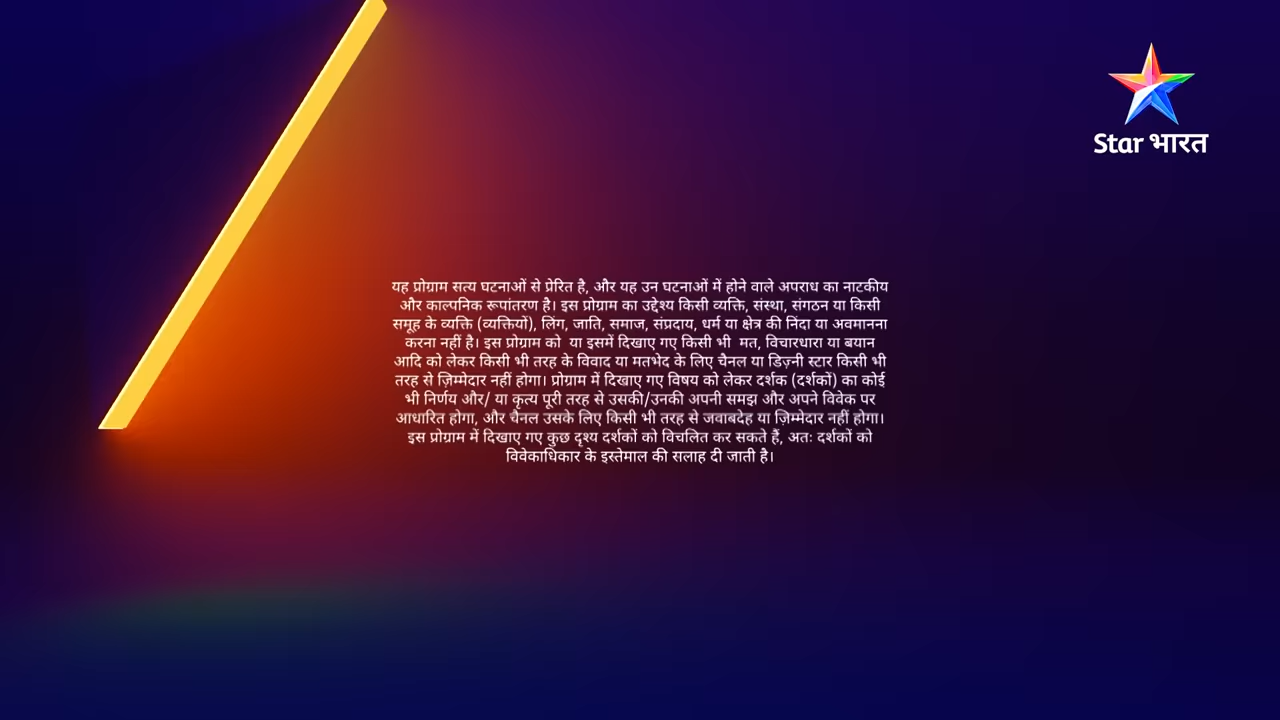 Star भारत
यह प्रोग्राम सत्य घटनाओं से प्रेरित है, और यह उन घटनाओं में होने वाले अपराध का नाटकीय
और काल्पनिक रूपांतरण है। इस प्रोग्राम का उद्देश्य किसी व्यक्ति, संस्था, संगठन या किसी
समूह के व्यक्ति (व्यक्तियों), लिंग, जाति, समाज, संप्रदाय, धर्म या क्षेत्र की निंदा या अवमानना
करना नहीं है। इस प्रोग्राम को  या इसमें दिखाए गए किसी भी  मत, विचारधारा या बयान
आदि को लेकर किसी भी तरह के विवाद या मतभेद के लिए चैनल या डिज़्नी स्टार किसी भी
तरह से ज़िम्मेदार नहीं होगा। प्रोग्राम में दिखाए गए विषय को लेकर दर्शक (दर्शकों) का कोई
भी निर्णय और/ या कृत्य पूरी तरह से उसकी/उनकी अपनी समझ और अपने विवेक पर
आधारित होगा, और चैनल उसके लिए किसी भी तरह से जवाबदेह या ज़िम्मेदार नहीं होगा।
इस प्रोग्राम में दिखाए गए कुछ दृश्य दर्शकों को विचलित कर सकते हैं, अतः दर्शकों को
विवेकाधिकार के इस्तेमाल की सलाह दी जाती है।